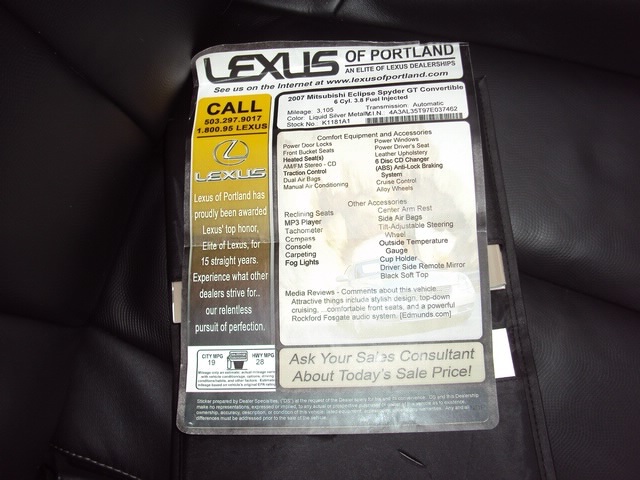 LEXUS OF PORTLAND
AN ELITE OF LEXUS DEALERSHIPS
See us on the Internet at www.lexusofportland.com
CALL
503.297.9017
1.800.95 LEXUS
LEXUS
Lexus of Portland has
proudly been awarded
Lexus' top honor,
Elite of Lexus, for
15 straight years.
Experience what other
dealers strive for..
our relentless
pursuit of perfection.
CITY MPG
19
HWY MPG
28
2007 Mitsubishi Eclipse Spyder GT Convertible
6 Cyl. 3.8 Fuel Injected
Mileage 3,105 Transmission: Automatic
Color: Liquid Silver Metallic V.I.N. 4A3AL35T97E037462
Stock No.: K1181A1
Comfort Equipment and Accessories
Power Door Locks
Front Bucket Seats
Heated Seat(s)
AM/FM Stereo - CD
Traction Control
Dual Air Bags
Manual Air Conditioning
Power Windows
Power Driver's Seat
Leather Upholstery
6 Disc CD Changer
(ABS) Anti-Lock Braking
System
Cruise Control
Alloy Wheels
Other Accessories
Reclining Seats
MP3 Player
Tachometer
Compass
Console
Carpeting
Fog Lights
Center Arm Rest
Side Air Bags
Tilt-Adjustable Steering
Wheel
Outside Temperature
Gauge
Cup Holder
Driver Side Remote Mirror
Black Soft Top
Media Reviews - Comments about this vehicle
Attractive things include stylish design, top-down
cruising, ...comfortable front seats, and a powerful
Rockford Fosgate audio system. [Edmunds.com]
Ask Your Sales Consultant
About Today's Sale Price!